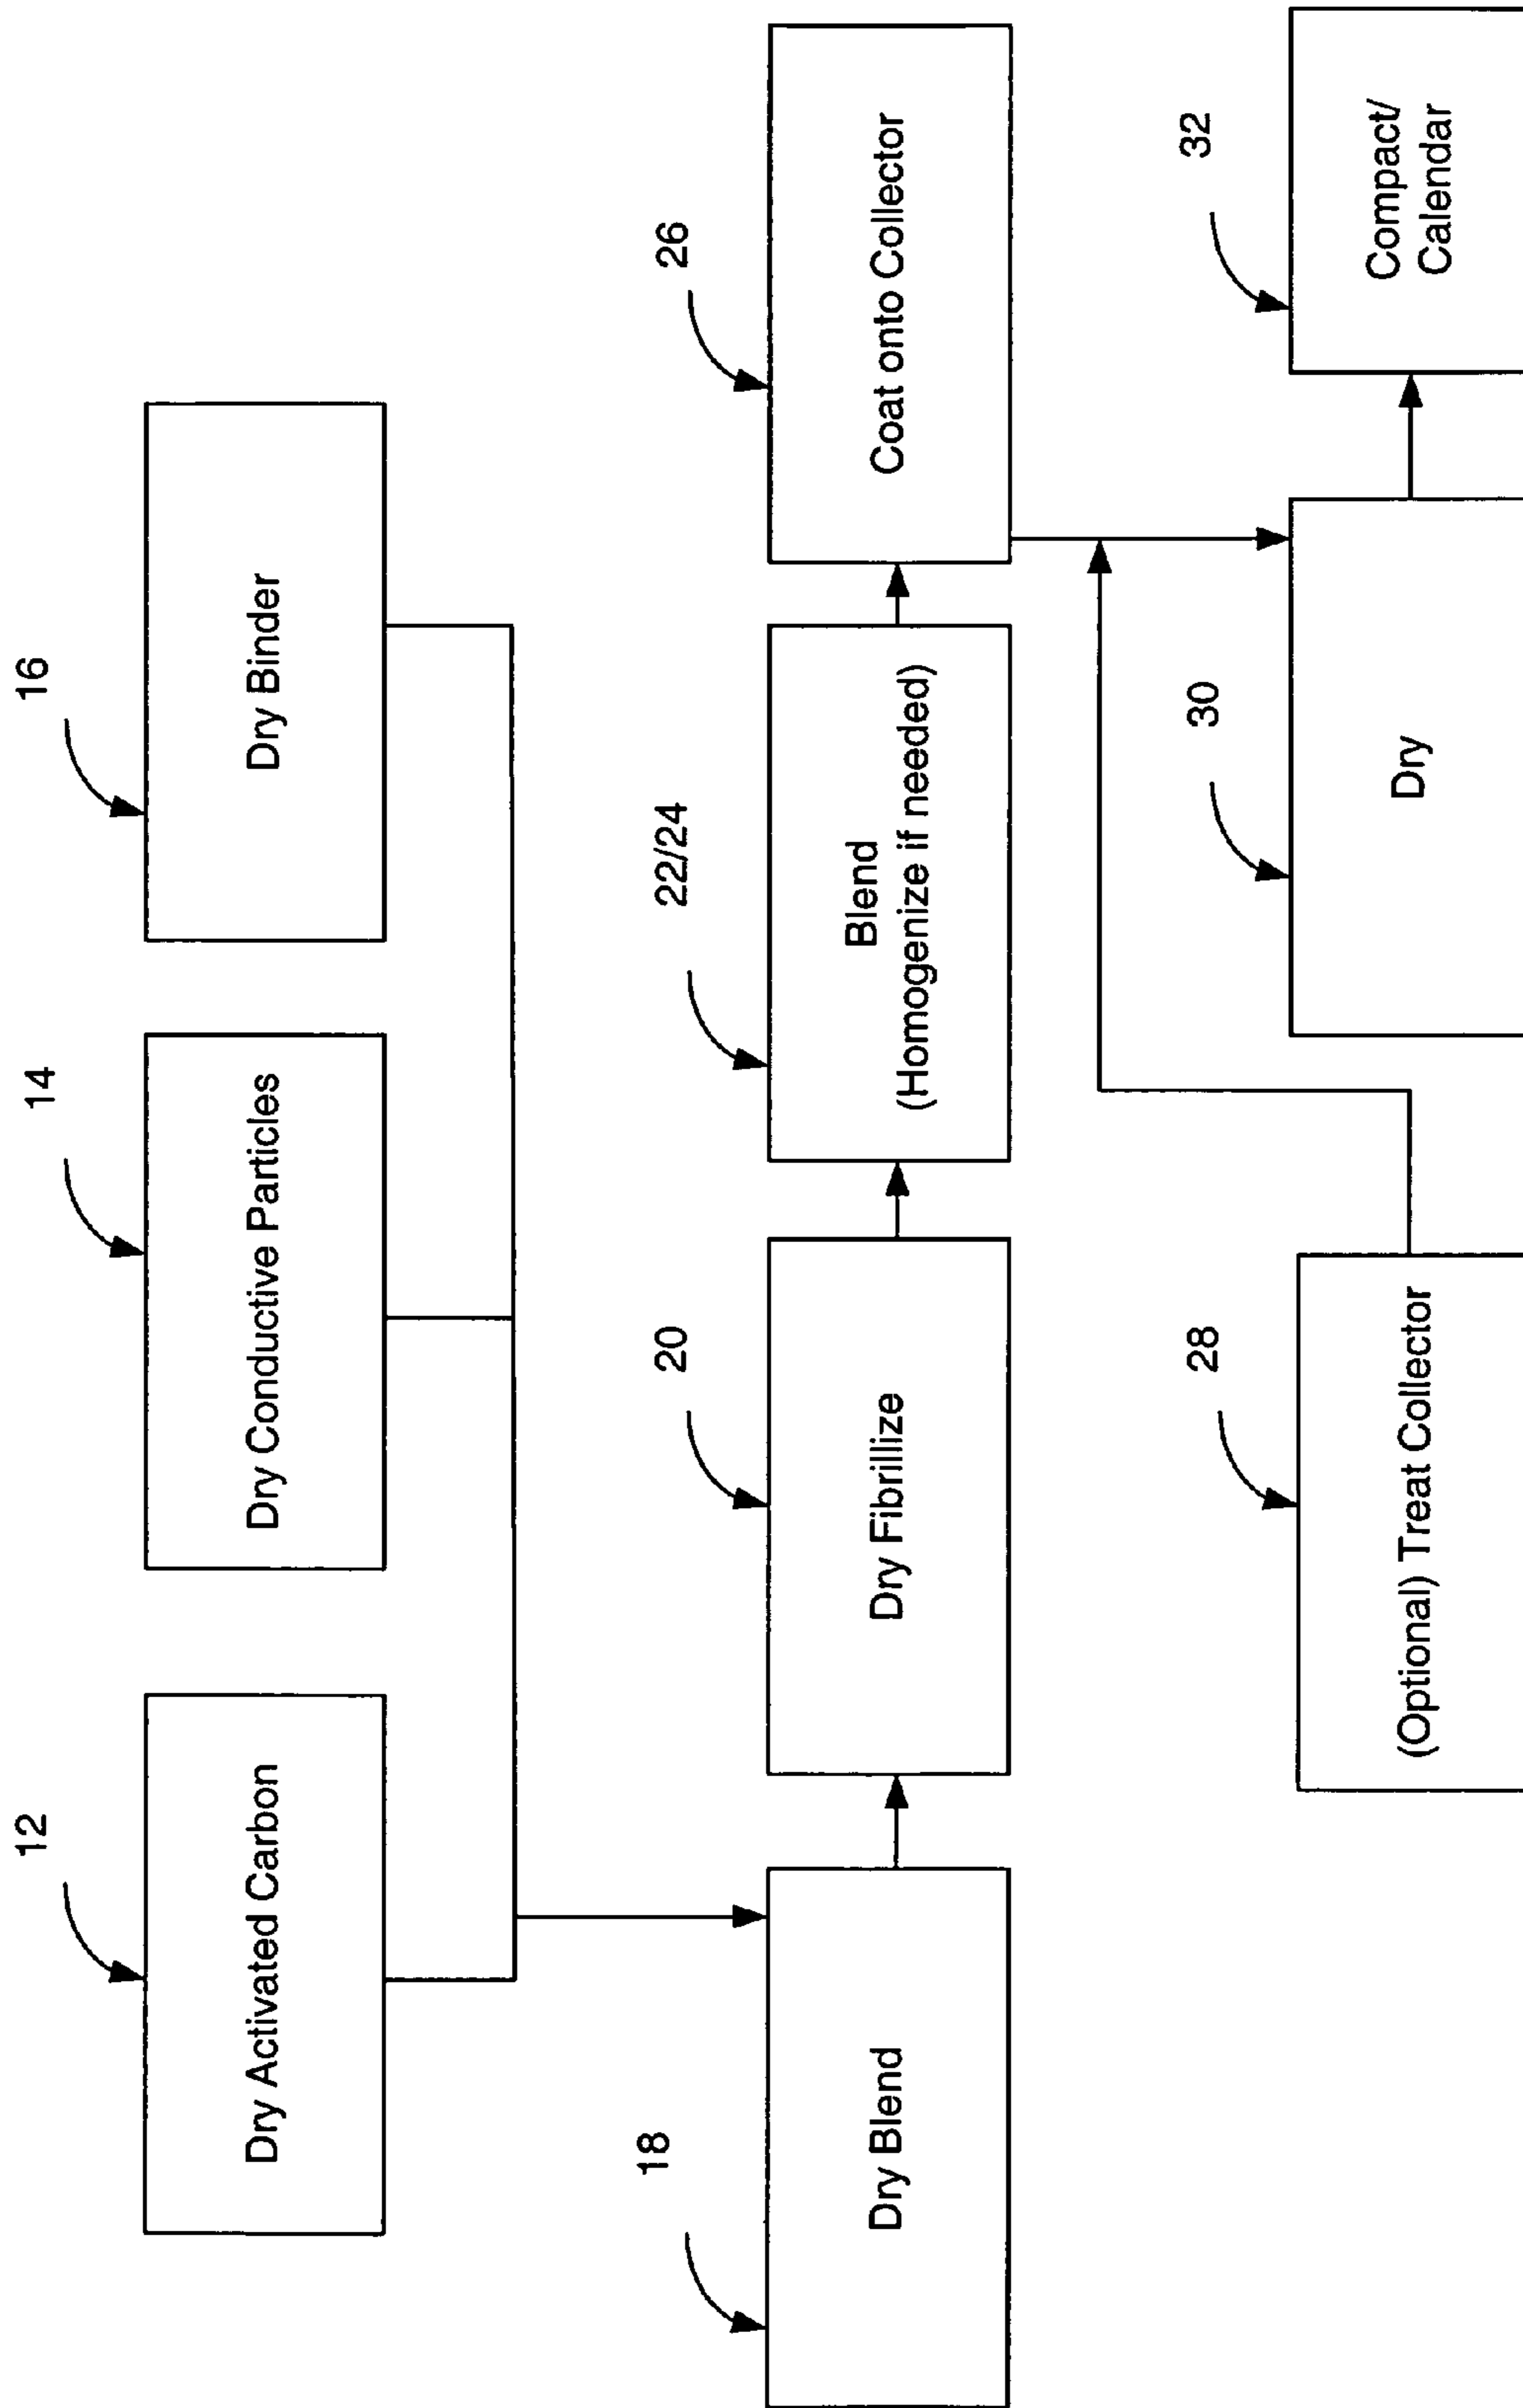 12
Dry Activated Carbon
14
Dry Conductive Particles
16
Dry Binder
18
Dry Blend
20
Dry Fibrillize
22/24
Blend
(Homogenize if needed)
26
Coat onto Collector
28
(Optional) Treat Collector
30
Dry
32
Compact/
Calendar